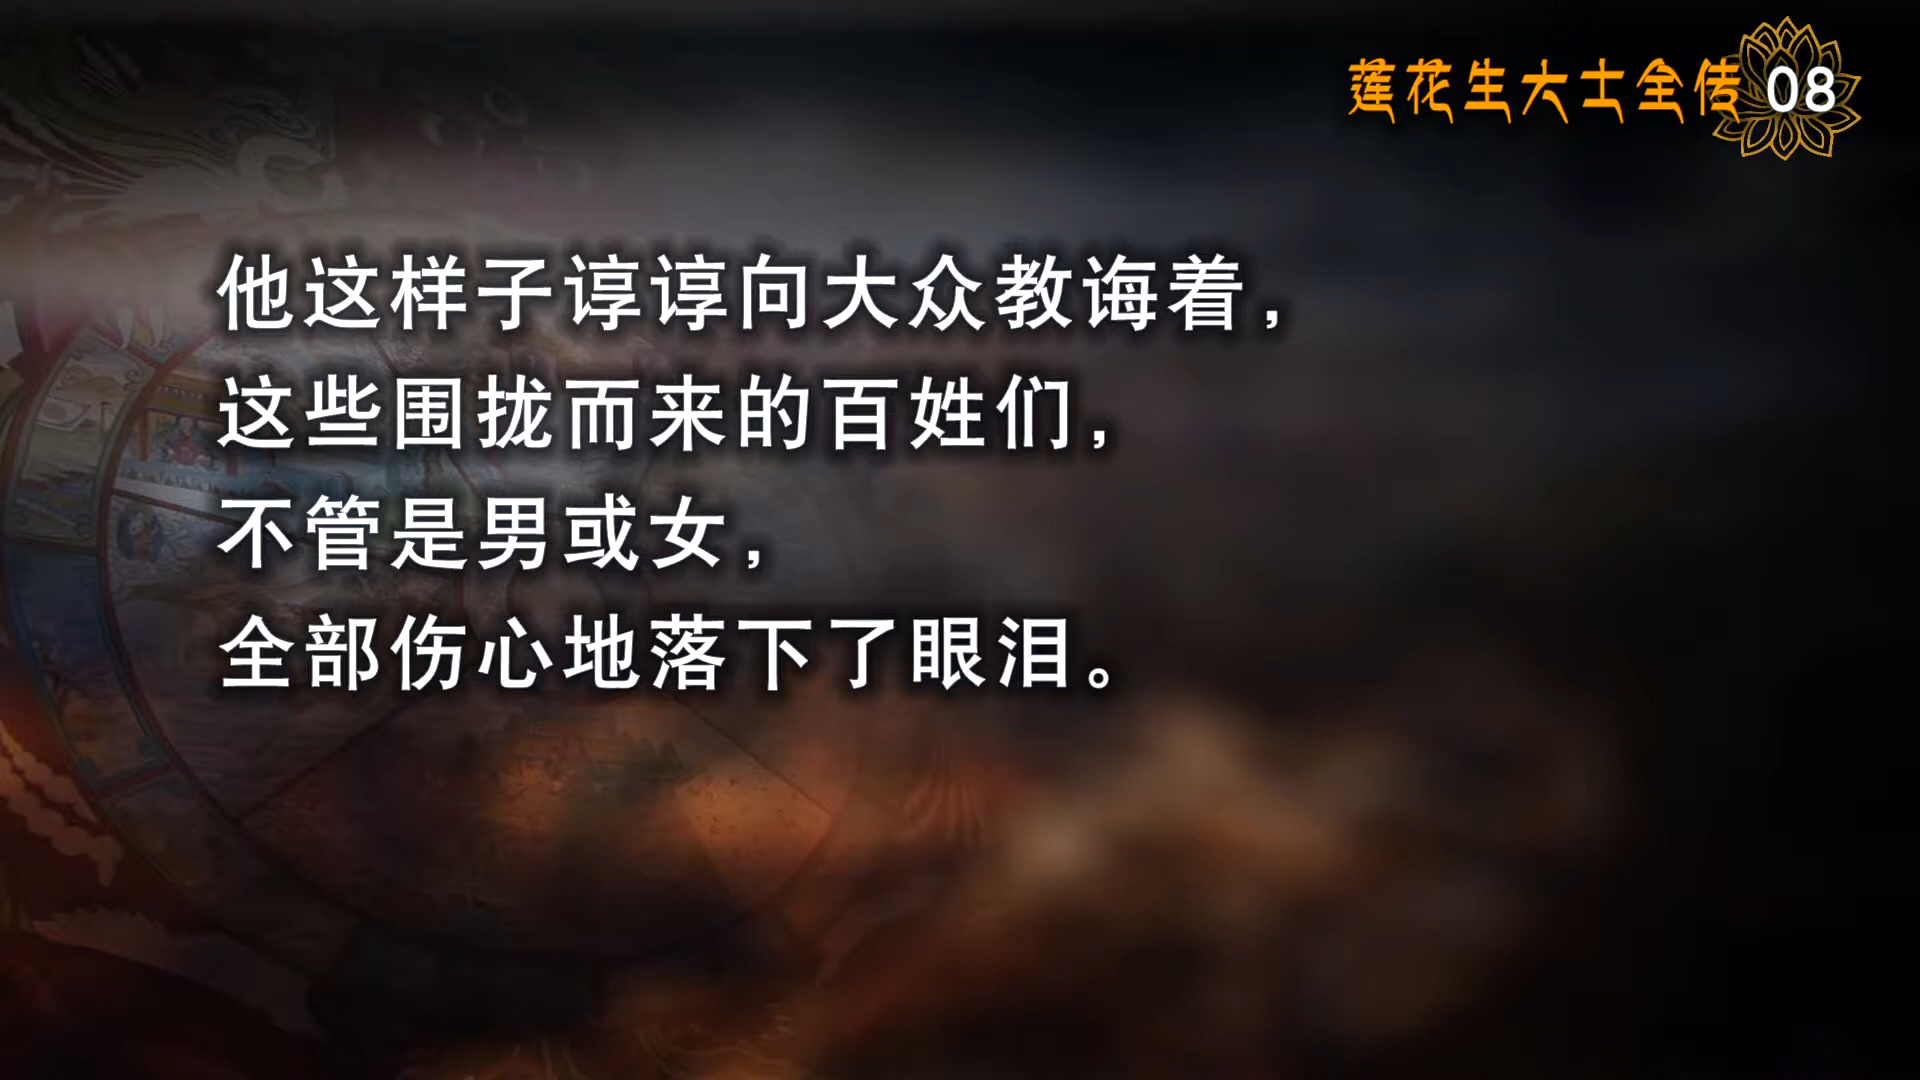 莲花生大士全传 08
他这样子谆谆向大众教诲着，
这些围拢而来的百姓们，
不管是男或女，
全部伤心地落下了眼泪。